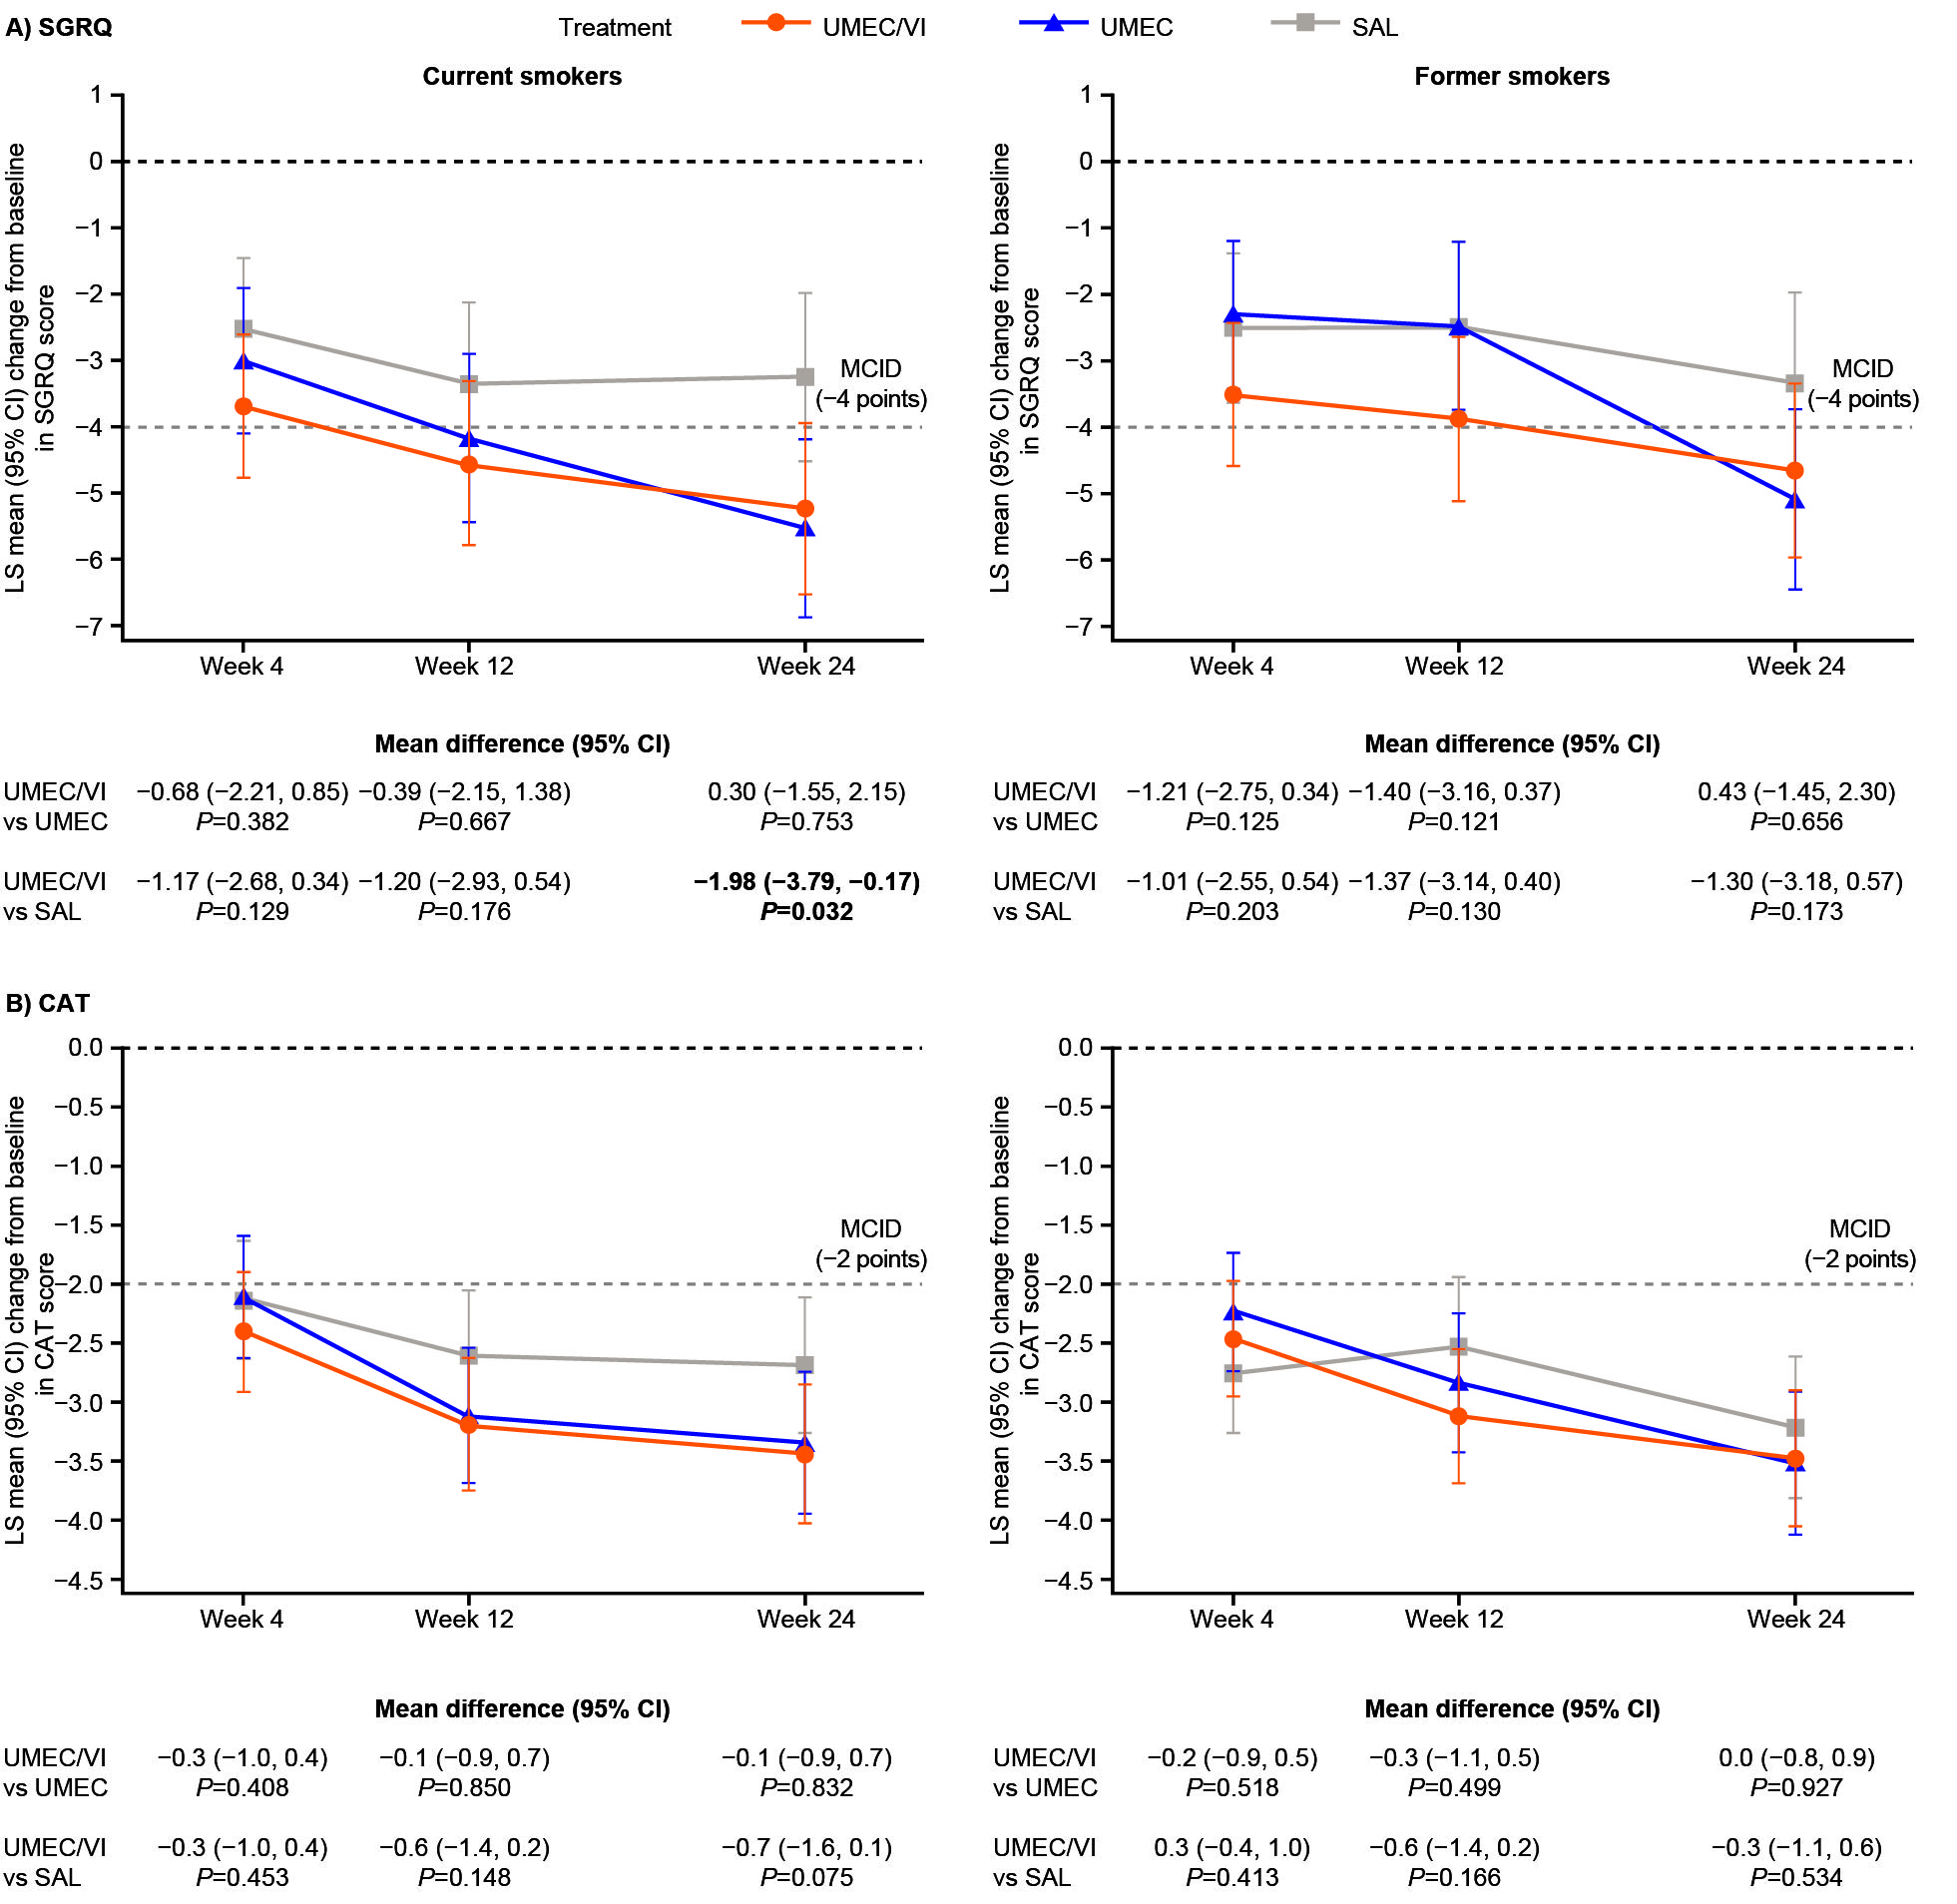 A) SGRQ
Treatment UMEC/VI UMEC SAL
Current smokers
LS mean (95% CI) change from baseline
in SGRQ score
1
0
−1
−2
−3
−4
−5
−6
−7
MCID
(−4 points)
Week 4 Week 12 Week 24
Former smokers
LS mean (95% CI) change from baseline
in SGRQ score
1
0
−1
−2
−3
−4
−5
−6
−7
MCID
(−4 points)
Week 4 Week 12 Week 24
Mean difference (95% CI)
UMEC/VI −0.68 (−2.21, 0.85) −0.39 (−2.15, 1.38) 0.30 (−1.55, 2.15)
vs UMEC P=0.382 P=0.667 P=0.753
UMEC/VI −1.17 (−2.68, 0.34) −1.20 (−2.93, 0.54) −1.98 (−3.79, −0.17)
vs SAL P=0.129 P=0.176 P=0.032
Mean difference (95% CI)
UMEC/VI −1.21 (−2.75, 0.34) −1.40 (−3.16, 0.37) 0.43 (−1.45, 2.30)
vs UMEC P=0.125 P=0.121 P=0.656
UMEC/VI −1.01 (−2.55, 0.54) −1.37 (−3.14, 0.40) −1.30 (−3.18, 0.57)
vs SAL P=0.203 P=0.130 P=0.173
B) CAT
LS mean (95% CI) change from baseline
in CAT score
0.0
−0.5
−1.0
−1.5
−2.0
−2.5
−3.0
−3.5
−4.0
−4.5
MCID
(−2 points)
Week 4 Week 12 Week 24
LS mean (95% CI) change from baseline
in CAT score
0.0
−0.5
−1.0
−1.5
−2.0
−2.5
−3.0
−3.5
−4.0
−4.5
MCID
(−2 points)
Week 4 Week 12 Week 24
Mean difference (95% CI)
UMEC/VI −0.3 (−1.0, 0.4) −0.1 (−0.9, 0.7) −0.1 (−0.9, 0.7)
vs UMEC P=0.408 P=0.850 P=0.832
UMEC/VI −0.3 (−1.0, 0.4) −0.6 (−1.4, 0.2) −0.7 (−1.6, 0.1)
vs SAL P=0.453 P=0.148 P=0.075
Mean difference (95% CI)
UMEC/VI −0.2 (−0.9, 0.5) −0.3 (−1.1, 0.5) 0.0 (−0.8, 0.9)
vs UMEC P=0.518 P=0.499 P=0.927
UMEC/VI 0.3 (−0.4, 1.0) −0.6 (−1.4, 0.2) −0.3 (−1.1, 0.6)
vs SAL P=0.413 P=0.166 P=0.534